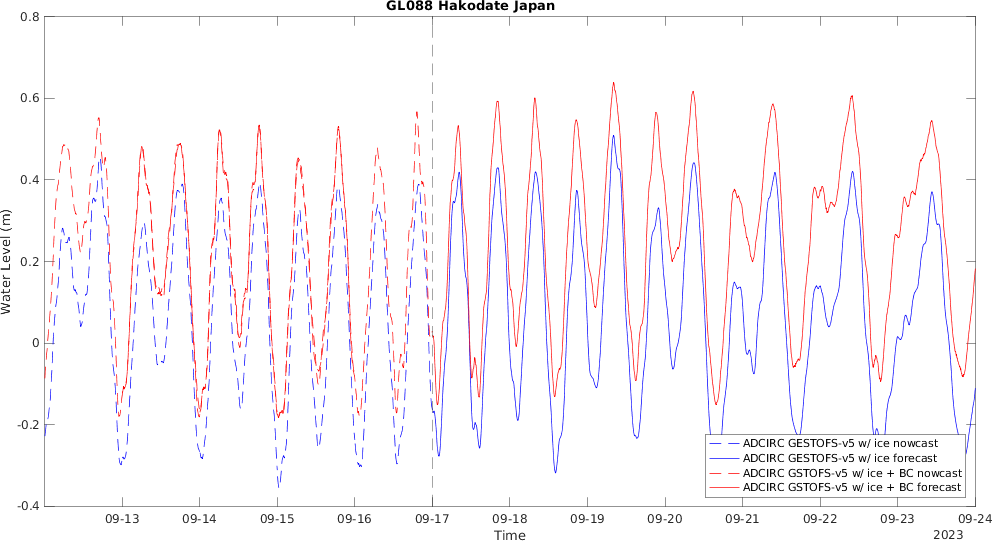 GL088 Hakodate Japan
0.8
0.6
0.4
0.2
0
-0.2
-0.4
Water Level (m)
ADCIRC GESTOFS-v5 w/ ice nowcast
ADCIRC GESTOFS-v5 w/ ice forecast
ADCIRC GSTOFS-v5 w/ ice + BC nowcast
ADCIRC GSTOFS-v5 w/ ice + BC forecast
09-13 09-14 09-15 09-16 09-17 09-18 09-19 09-20 09-21 09-22 09-23 09-24
Time
2023